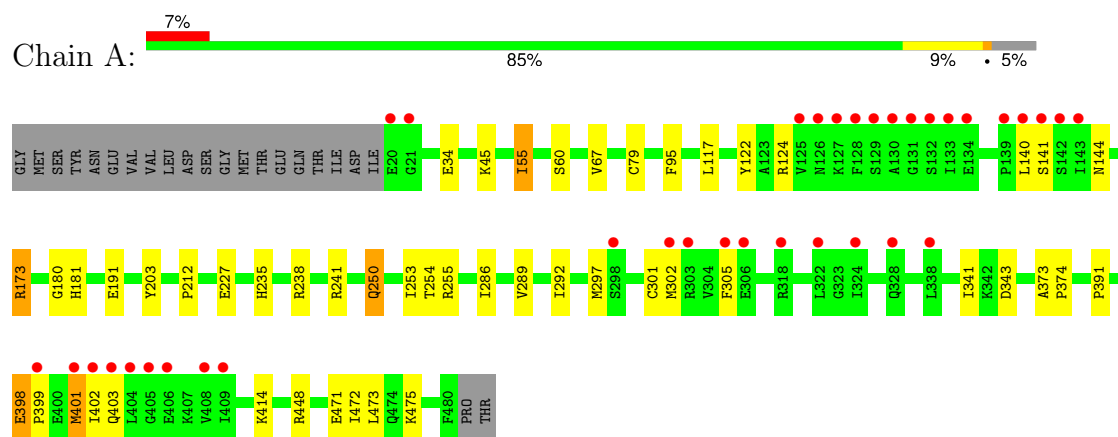 7%
Chain A:
85% 9% • 5%
GLY MET SER TYR ASN GLU VAL VAL LEU ASP SER GLY MET THR GLU GLN THR ILE ASP ILE E20 G21 E34 K45 I55 S60 V67 C79 F95 L117 Y122 A123 R124 V125 N126 K127 F128 S129 A130 G131 S132 I133 E134 P139 L140 S141 S142 I143 N144
R173 G180 H181 E191 Y203 P212 E227 H235 R238 R241 Q250 I253 T254 R255 I286 V289 I292 M297 S298 C301 M302 R303 V304 F305 E306 R318 L322 G323 I324 Q328 L338 I341 K342 D343 A373 P374 P391
E398 P399 E400 M401 I402 Q403 L404 G405 E406 K407 V408 I409 K414 R448 E471 I472 L473 Q474 K475 F480 PRO THR